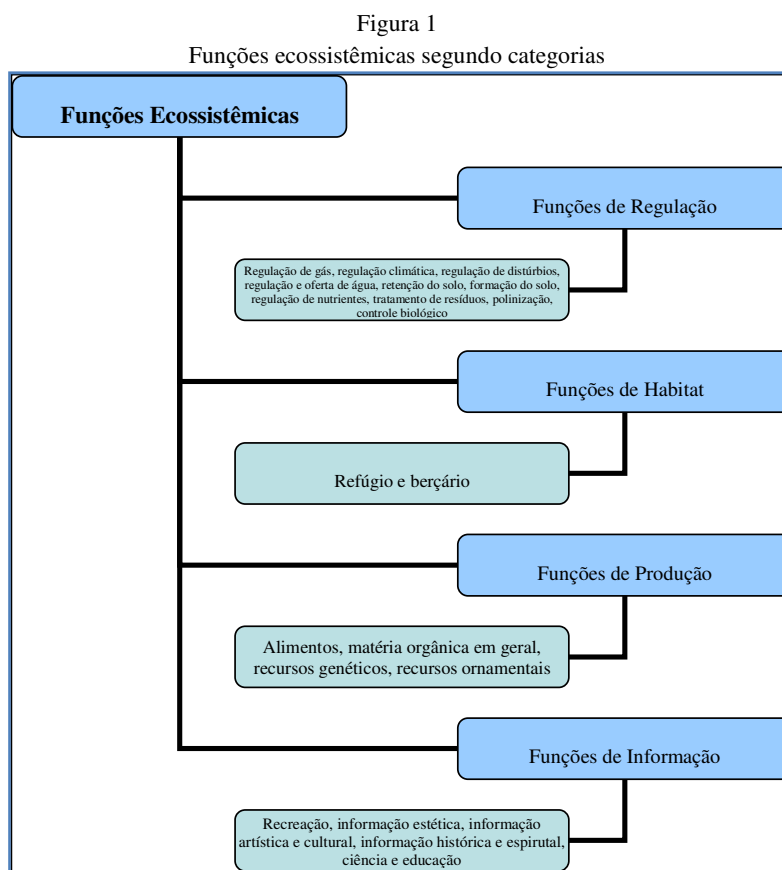 Figura 1
Funções ecossistêmicas segundo categorias
Funções Ecossistêmicas
Funções de Regulação
Regulação de gás, regulação climática, regulação de distúrbios,
regulação e oferta de água, retenção do solo, formação do solo,
regulação de nutrientes, tratamento de resíduos, polinização,
controle biológico
Funções de Habitat
Refúgio e berçário
Funções de Produção
Alimentos, matéria orgânica em geral,
recursos genéticos, recursos ornamentais
Funções de Informação
Recreação, informação estética, informação
artística e cultural, informação histórica e espirutal,
ciência e educação